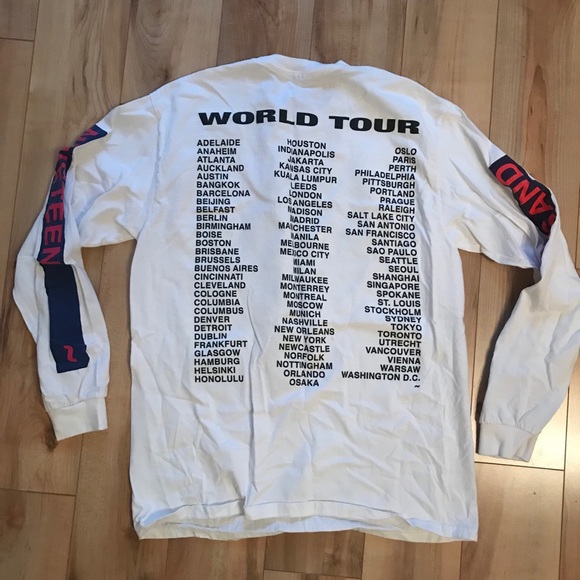 WORLD TOUR
ADELAIDE
ANAHEIM
ATLANTA
AUCKLAND
AUSTIN
BANGKOK
BARCELONA
BEIJING
BELFAST
BERLIN
BIRMINGHAM
BOISE
BOSTON
BRISBANE
BRUSSELS
BUENOS AIRES
CINCINNATI
CLEVELAND
COLOGNE
COLUMBIA
COLUMBUS
DENVER
DETROIT
DUBLIN
FRANKFURT
GLASGOW
HAMBURG
HELSINKI
HONOLULU
HOUSTON
INDIANAPOLIS
JAKARTA
KANSAS CITY
KUALA LUMPUR
LEEDS
LONDON
LOS ANGELES
MADISON
MADRID
MANCHESTER
MANILA
MELBOURNE
MEXICO CITY
MIAMI
MILAN
MILWAUKEE
MONTERREY
MONTREAL
MOSCOW
MUNICH
NASHVILLE
NEW ORLEANS
NEW YORK
NEWCASTLE
NORFOLK
NOTTINGHAM
ORLANDO
OSAKA
OSLO
PARIS
PERTH
PHILADELPHIA
PITTSBURGH
PORTLAND
PRAGUE
RALEIGH
SALT LAKE CITY
SAN ANTONIO
SAN FRANCISCO
SANTIAGO
SAO PAULO
SEATTLE
SEOUL
SHANGHAI
SINGAPORE
SPOKANE
ST. LOUIS
STOCKHOLM
SYDNEY
TOKYO
TORONTO
UTRECHT
VANCOUVER
VIENNA
WARSAW
WASHINGTON D.C.
~
~
SAND